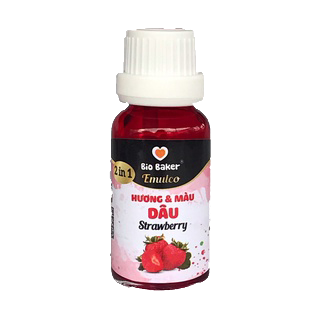 Bio Baker®
2 in 1
Emulco
HƯƠNG & MÀU
DÂU
Strawberry